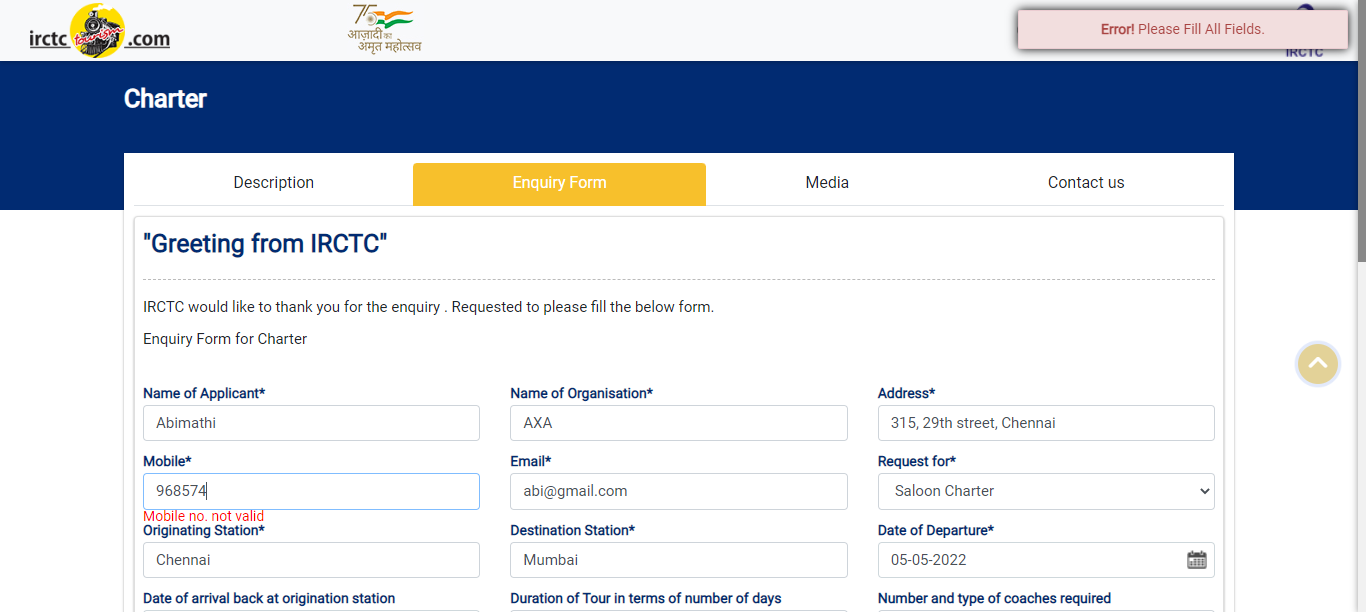 irctc tourism .com
75
आज़ादी का
अमृत महोत्सव
Error! Please Fill All Fields.
IRCTC
Charter
Description Enquiry Form Media Contact us
"Greeting from IRCTC"
IRCTC would like to thank you for the enquiry . Requested to please fill the below form.
Enquiry Form for Charter
Name of Applicant* Name of Organisation* Address*
Abimathi AXA 315, 29th street, Chennai
Mobile* Email* Request for*
968574 abi@gmail.com Saloon Charter
Mobile no. not valid
Originating Station* Destination Station* Date of Departure*
Chennai Mumbai 05-05-2022
Date of arrival back at origination station Duration of Tour in terms of number of days Number and type of coaches required